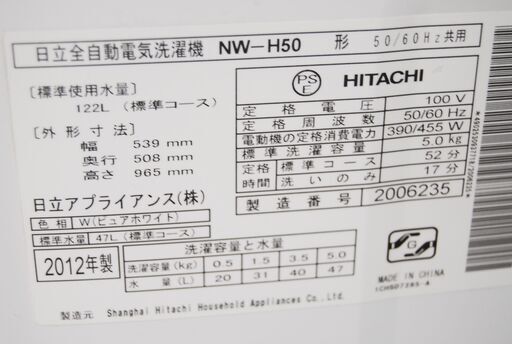 日立全自動電気洗濯機 NW-H50 形 50/60Hz共用
〔標準使用水量〕
122L (標準コース)
〔外形寸法〕
幅 539 mm
奥行 508 mm
高さ 965 mm
日立アプライアンス(株)
色相 W(ピュアホワイト)
標準水量 47L (標準コース)
2012年製
PS
E
HITACHI
定格電圧 100 V
定格周波数 50/60 Hz
電動機の定格消費電力 390/455 W
標準洗濯容量 5.0kg
定格時間 標準コース 52分
洗いのみ 17分
製造番号 2006235
洗濯容量と水量
洗濯容量(kg) 0.5 1.5 3.5 5.0
水量(L) 20 31 40 47
G
MADE IN CHINA
製造元 Shanghai Hitachi Household Appliances Co., Ltd.